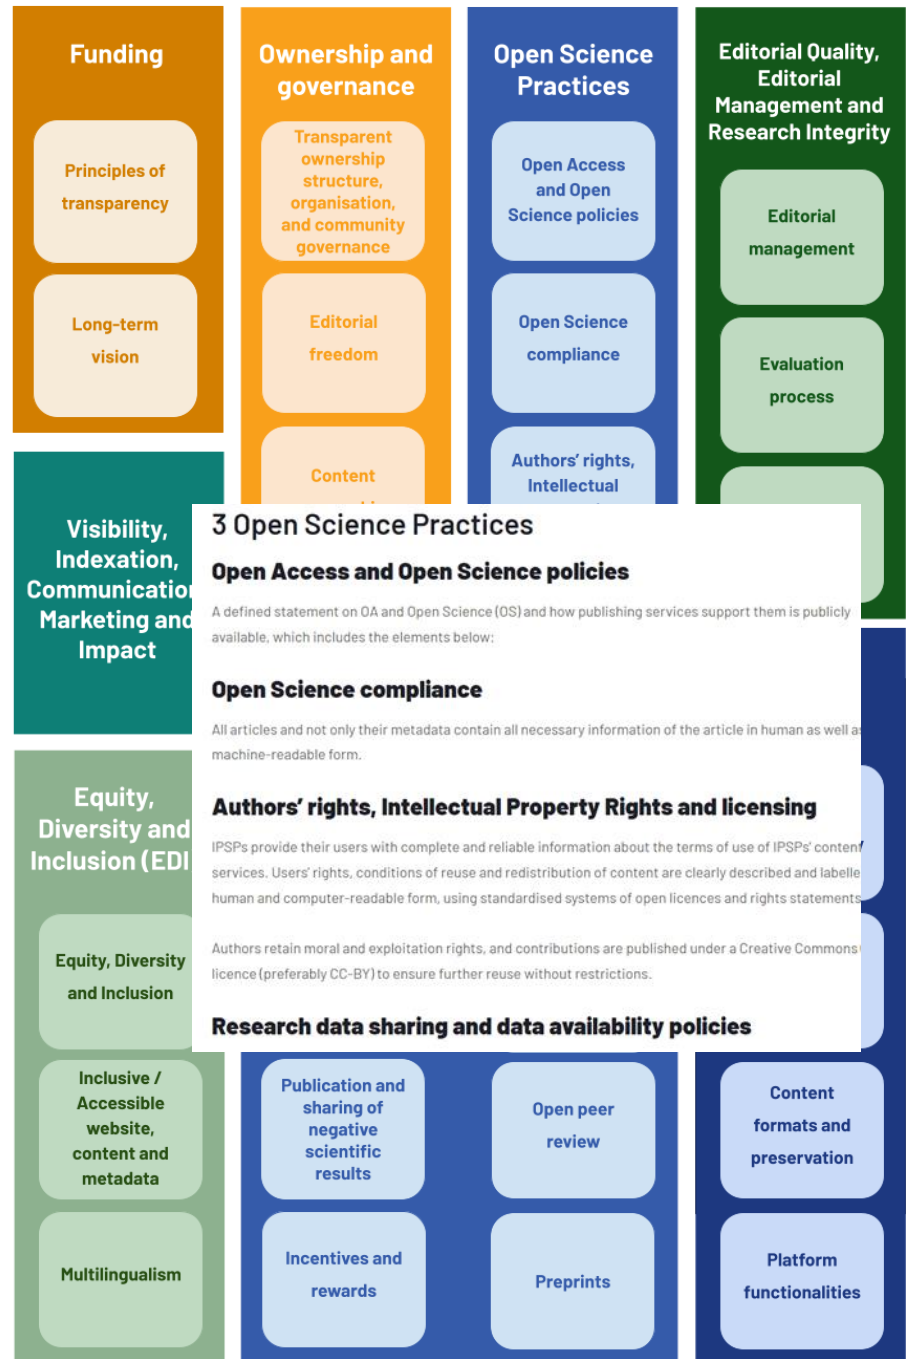 Funding
Principles of
transparency
Long-term
vision
Ownership and
governance
Transparent
ownership
structure,
organisation,
and community
governance
Editorial
freedom
Content
Open Science
Practices
Open Access
and Open
Science policies
Open Science
compliance
Authors’ rights,
Intellectual
Editorial Quality,
Editorial
Management and
Research Integrity
Editorial
management
Evaluation
process
Visibility,
Indexation,
Communication
Marketing and
Impact
3 Open Science Practices
Open Access and Open Science policies
A defined statement on OA and Open Science (OS) and how publishing services support them is publicly
available, which includes the elements below:
Open Science compliance
All articles and not only their metadata contain all necessary information of the article in human as well as
machine-readable form.
Authors’ rights, Intellectual Property Rights and licensing
IPSPs provide their users with complete and reliable information about the terms of use of IPSPs’ content/
services. Users’ rights, conditions of reuse and redistribution of content are clearly described and labelle
human and computer-readable form, using standardised systems of open licences and rights statements
Authors retain moral and exploitation rights, and contributions are published under a Creative Commons
licence (preferably CC-BY) to ensure further reuse without restrictions.
Research data sharing and data availability policies
Equity,
Diversity and
Inclusion (EDI
Equity, Diversity
and Inclusion
Inclusive /
Accessible
website,
content and
metadata
Multilingualism
Publication and
sharing of
negative
scientific
results
Incentives and
rewards
Open peer
review
Preprints
Content
formats and
preservation
Platform
functionalities